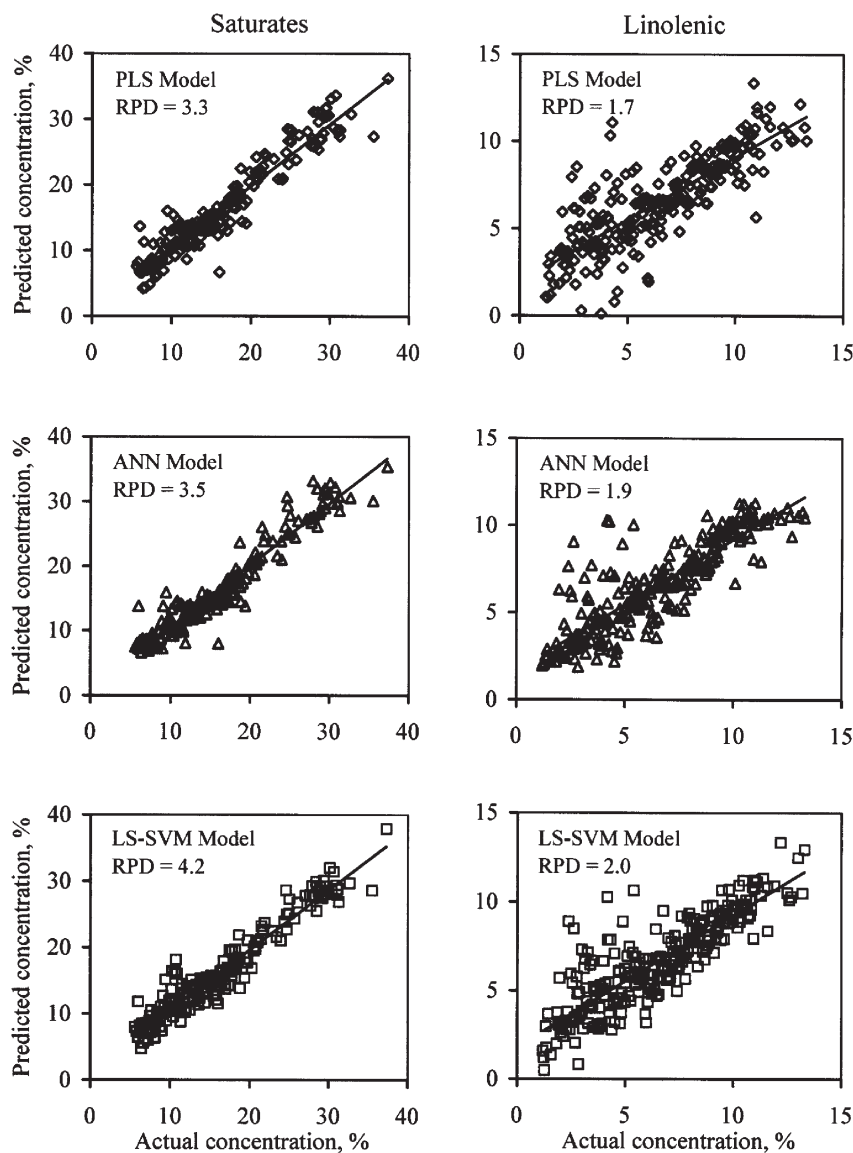 Saturates
Linolenic
Predicted concentration, %
40
30
20
10
0
PLS Model
RPD = 3.3
0 10 20 30 40
15
10
5
0
PLS Model
RPD = 1.7
0 5 10 15
Predicted concentration, %
40
30
20
10
0
ANN Model
RPD = 3.5
0 10 20 30 40
15
10
5
0
ANN Model
RPD = 1.9
0 5 10 15
Predicted concentration, %
40
30
20
10
0
LS-SVM Model
RPD = 4.2
0 10 20 30 40
Actual concentration, %
15
10
5
0
LS-SVM Model
RPD = 2.0
0 5 10 15
Actual concentration, %